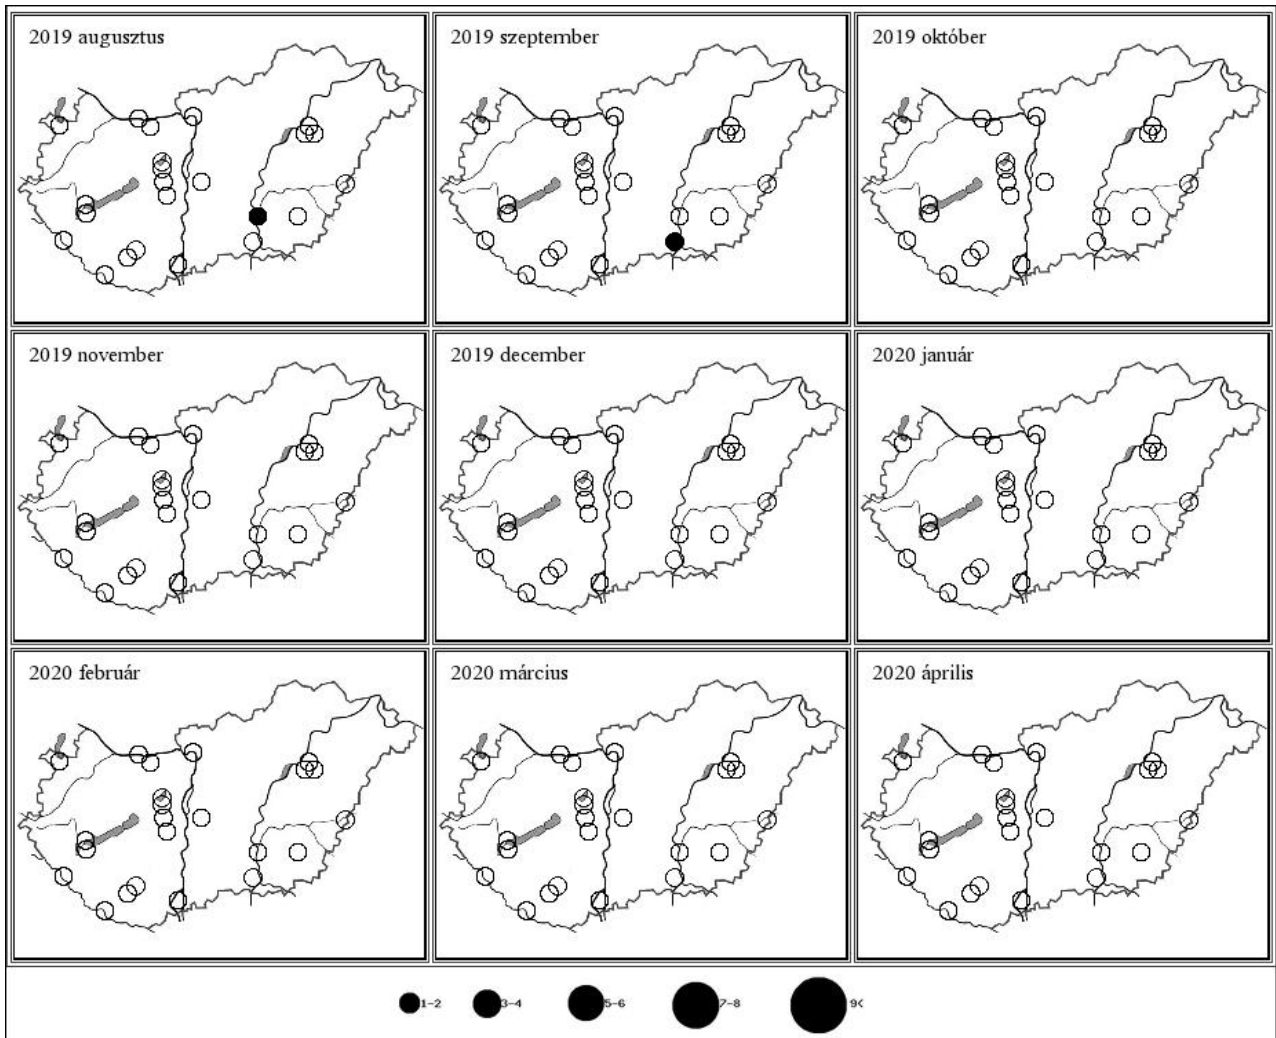 2019 augusztus
2019 szeptember
2019 október
2019 november
2019 december
2020 január
2020 február
2020 március
2020 április
1-2 3-4 5-6 7-8 9<